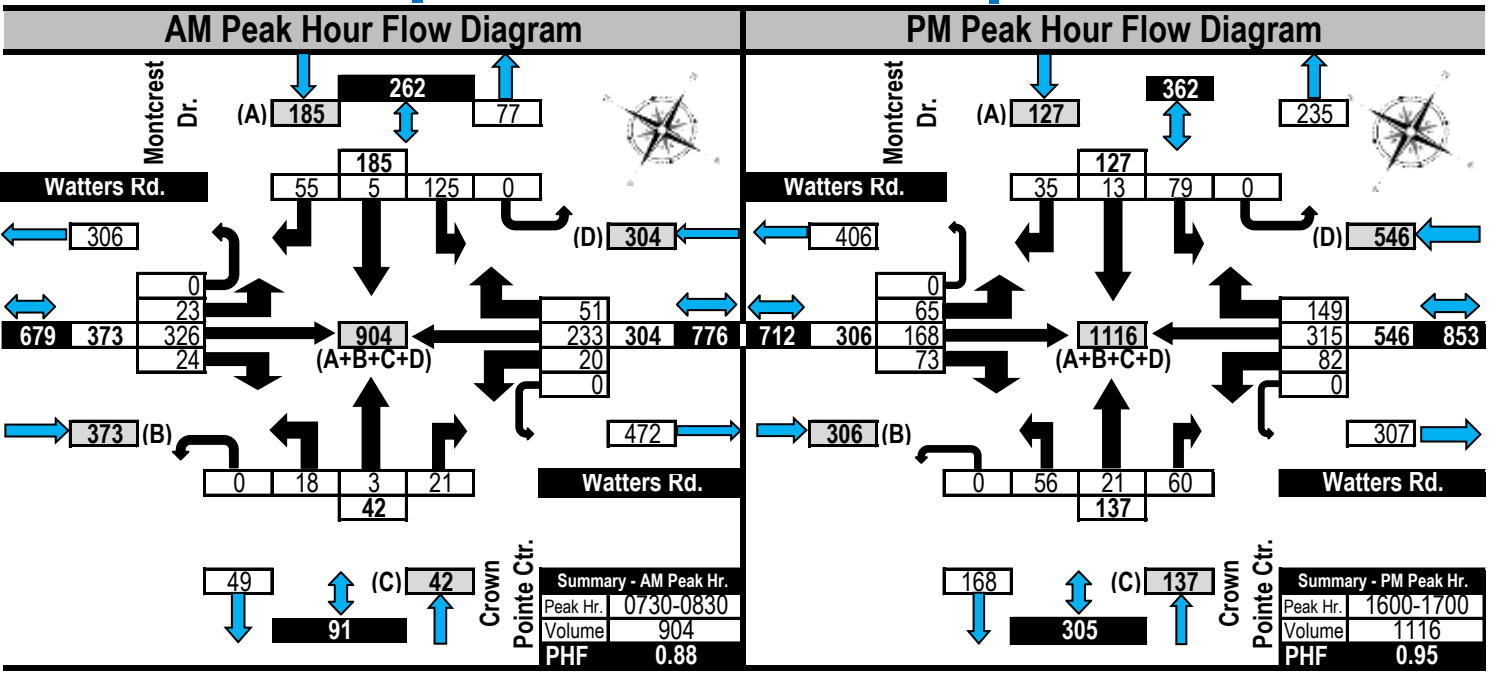 AM Peak Hour Flow Diagram
Montcrest
Dr.
262
(A) 185
77
185
Watters Rd.
55 5 125 0
306
(D) 304
0
23
51
679 373 326
904
233 304 776
24
(A+B+C+D)
20
0
373 (B)
472
0 18 3 21
Watters Rd.
42
49
(C) 42
Crown
Pointe Ctr.
91
Summary - AM Peak Hr.
Peak Hr. 0730-0830
Volume 904
PHF 0.88
PM Peak Hour Flow Diagram
Montcrest
Dr.
362
(A) 127
235
127
Watters Rd.
35 13 79 0
406
(D) 546
0
65
149
712 306 168
1116
315 546 853
73
(A+B+C+D)
82
0
306 (B)
307
0 56 21 60
Watters Rd.
137
168
(C) 137
Crown
Pointe Ctr.
305
Summary - PM Peak Hr.
Peak Hr. 1600-1700
Volume 1116
PHF 0.95